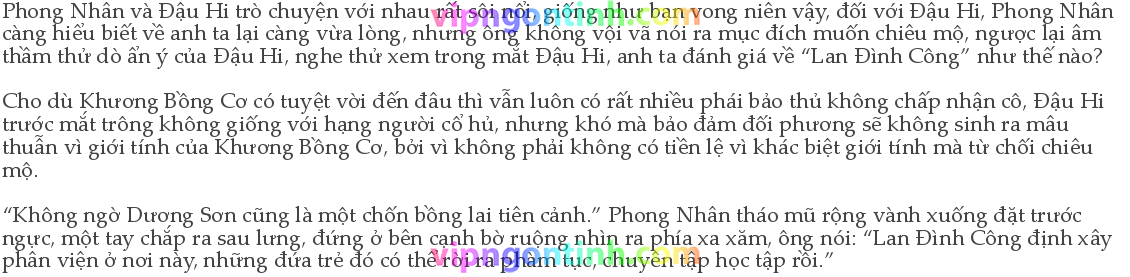 Phong Nhân và Đậu Hi trò chuyện với nhau rất sôi nổi, giống như bạn vong niên vậy, đối với Đậu Hi, Phong Nhân
càng hiểu biết về anh ta lại càng vừa lòng, nhưng ông không vội vã nói ra mục đích muốn chiêu mộ, ngược lại âm
thầm thử dò ẩn ý của Đậu Hi, nghe thử xem trong mắt Đậu Hi, anh ta đánh giá về “Lan Đình Công” như thế nào?
Cho dù Khương Bồng Cơ có tuyệt vời đến đâu thì vẫn luôn có rất nhiều phái bảo thủ không chấp nhận cô, Đậu Hi
trước mắt trông không giống với hạng người cổ hủ, nhưng khó mà bảo đảm đối phương sẽ không sinh ra mâu
thuẫn vì giới tính của Khương Bồng Cơ, bởi vì không phải không có tiền lệ vì khác biệt giới tính mà từ chối chiêu
mộ.
“Không ngờ Dương Sơn cũng là một chốn bồng lai tiên cảnh.” Phong Nhân tháo mũ rộng vành xuống đặt trước
ngực, một tay chắp ra sau lưng, đứng ở bên cạnh bờ ruộng nhìn ra phía xa xăm, ông nói: “Lan Đình Công định xây
phân viện ở nơi này, những đứa trẻ đó có thể rời ra phàm tục, chuyên tập học tập rồi.”
vipngontinh.com
vipngontinh.com